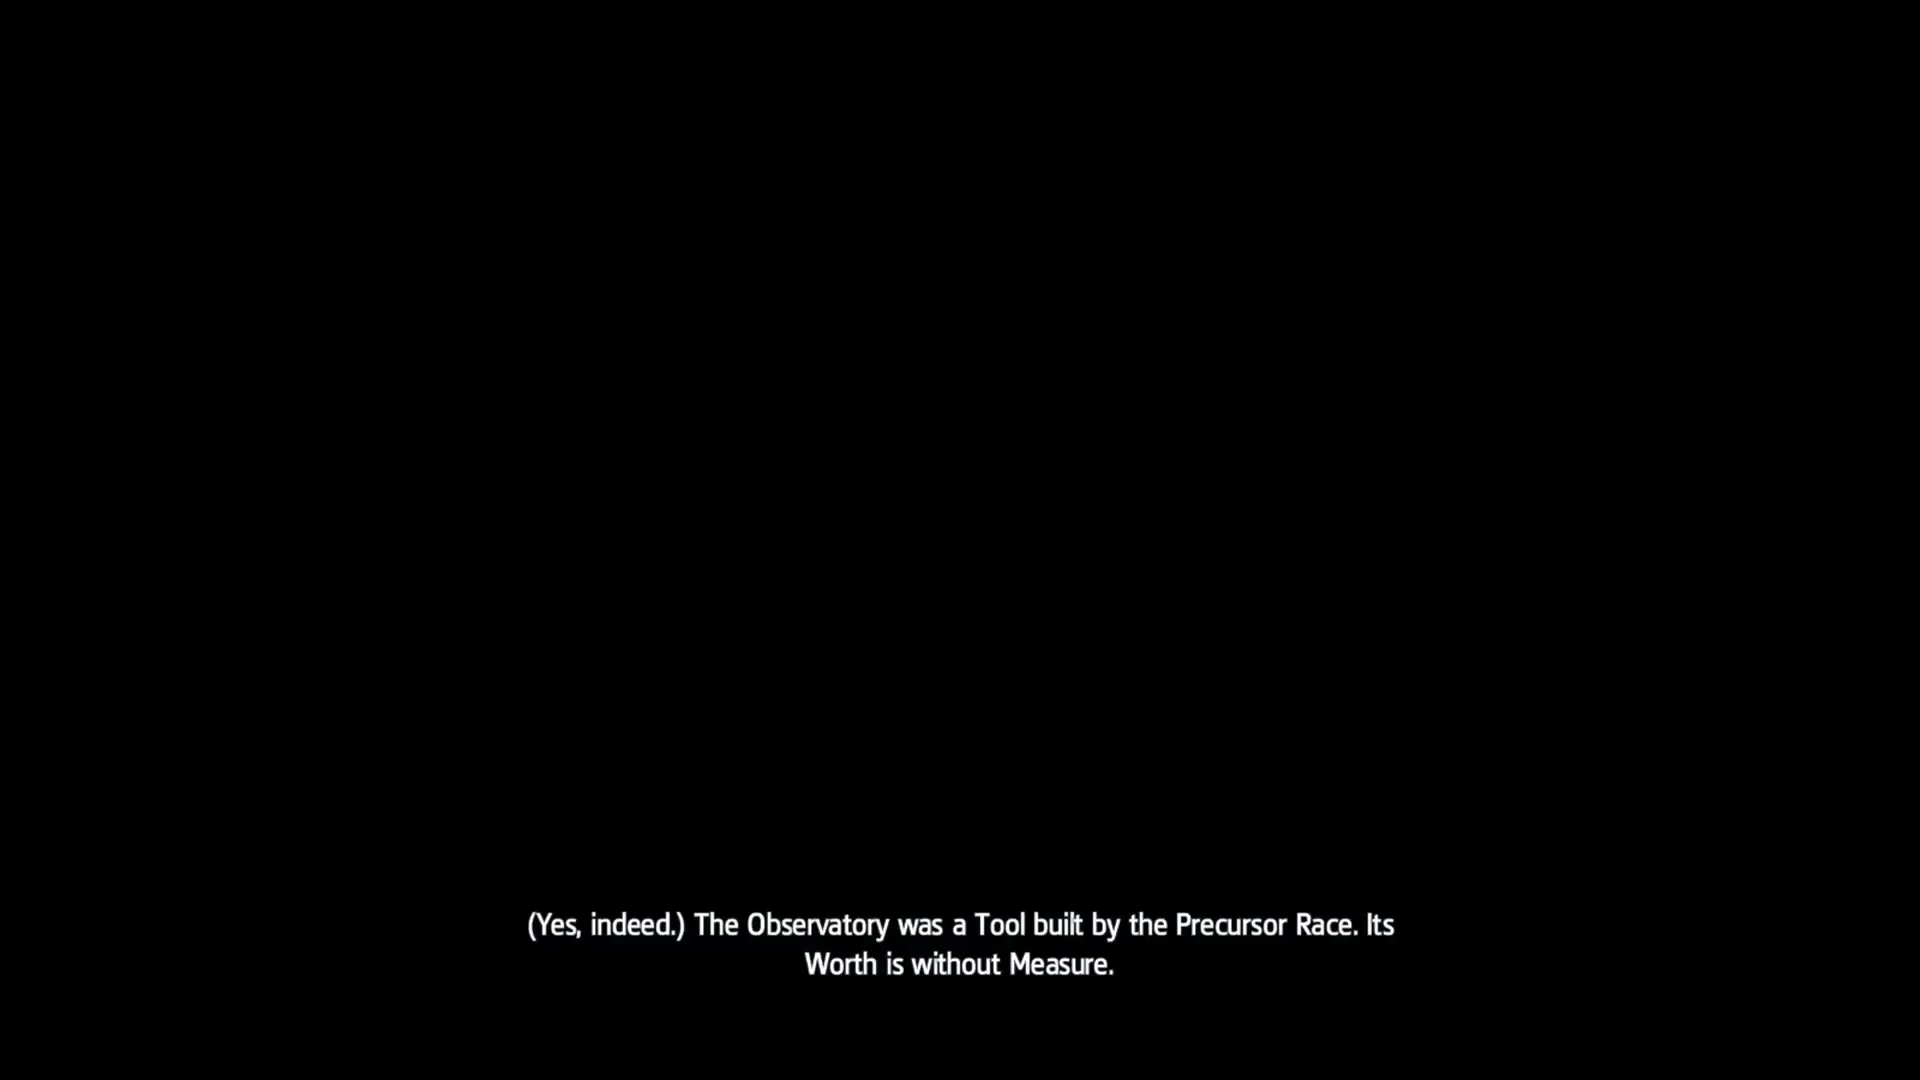 (Yes, indeed.) The Observatory was a Tool built by the Precursor Race. Its
Worth is without Measure.